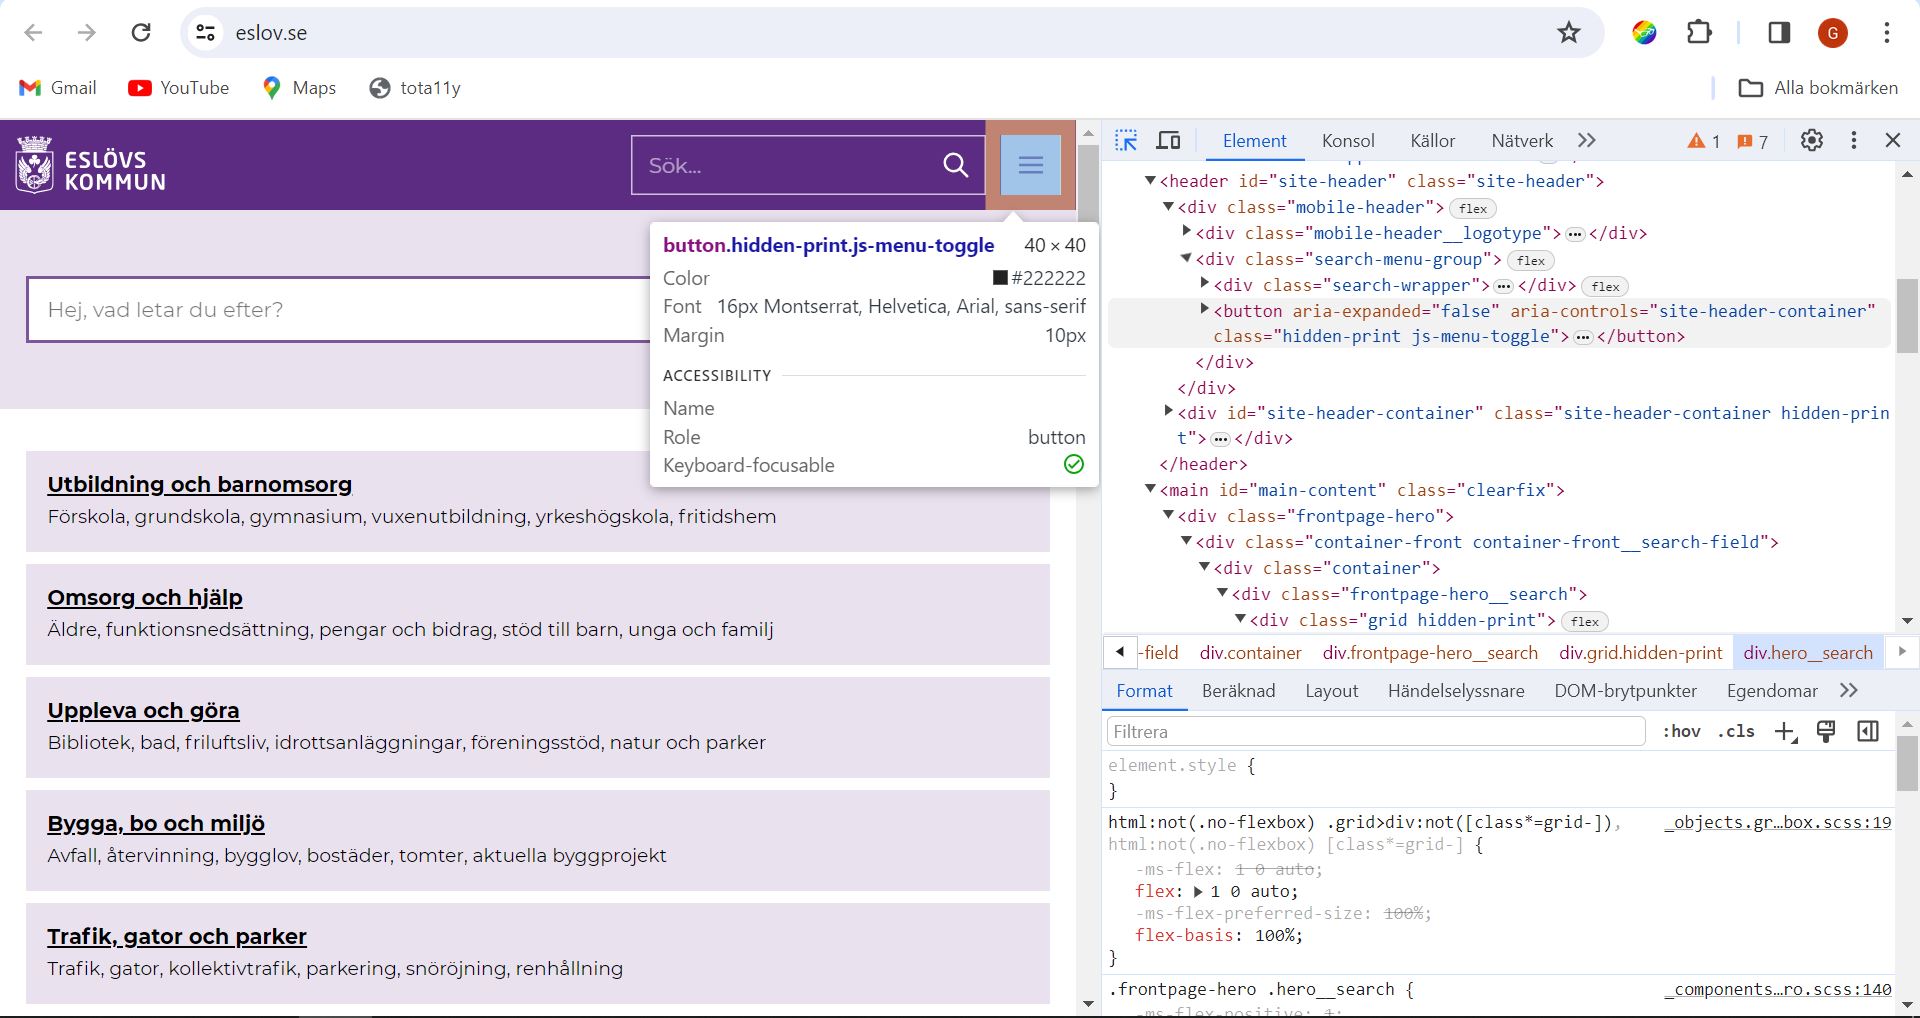 eslov.se
G
Gmail
YouTube
Maps
tota11y
Alla bokmärken
ESLÖVS
KOMMUN
Sök...
button.hidden-print.js-menu-toggle 40 × 40
Color #222222
Font 16px Montserrat, Helvetica, Arial, sans-serif
Margin 10px
ACCESSIBILITY
Name
Role button
Keyboard-focusable
Hej, vad letar du efter?
Utbildning och barnomsorg
Förskola, grundskola, gymnasium, vuxenutbildning, yrkeshögskola, fritidshem
Omsorg och hjälp
Äldre, funktionsnedsättning, pengar och bidrag, stöd till barn, unga och familj
Uppleva och göra
Bibliotek, bad, friluftsliv, idrottsanläggningar, föreningsstöd, natur och parker
Bygga, bo och miljö
Avfall, återvinning, bygglov, bostäder, tomter, aktuella byggprojekt
Trafik, gator och parker
Trafik, gator, kollektivtrafik, parkering, snöröjning, renhållning
Element Konsol Källor Nätverk 1 7
<header id="site-header" class="site-header">
<div class="mobile-header"> flex
<div class="mobile-header__logotype">…</div>
<div class="search-menu-group"> flex
<div class="search-wrapper">…</div> flex
<button aria-expanded="false" aria-controls="site-header-container"
class="hidden-print js-menu-toggle">…</button>
</div>
</div>
<div id="site-header-container" class="site-header-container hidden-prin
t">…</div>
</header>
<main id="main-content" class="clearfix">
<div class="frontpage-hero">
<div class="container-front container-front__search-field">
<div class="container">
<div class="frontpage-hero__search">
<div class="grid hidden-print"> flex
-field div.container div.frontpage-hero__search div.grid.hidden-print div.hero__search
Format Beräknad Layout Händelselyssnare DOM-brytpunkter Egendomar
Filtrera :hov .cls
element.style {
}
html:not(.no-flexbox) .grid>div:not([class*=grid-]), _objects.gr…box.scss:19
html:not(.no-flexbox) [class*=grid-] {
-ms-flex: 1 0 auto;
flex: 1 0 auto;
-ms-flex-preferred-size: 100%;
flex-basis: 100%;
}
.frontpage-hero .hero__search { _components…ro.scss:140
-ms-flex-positive: 1;